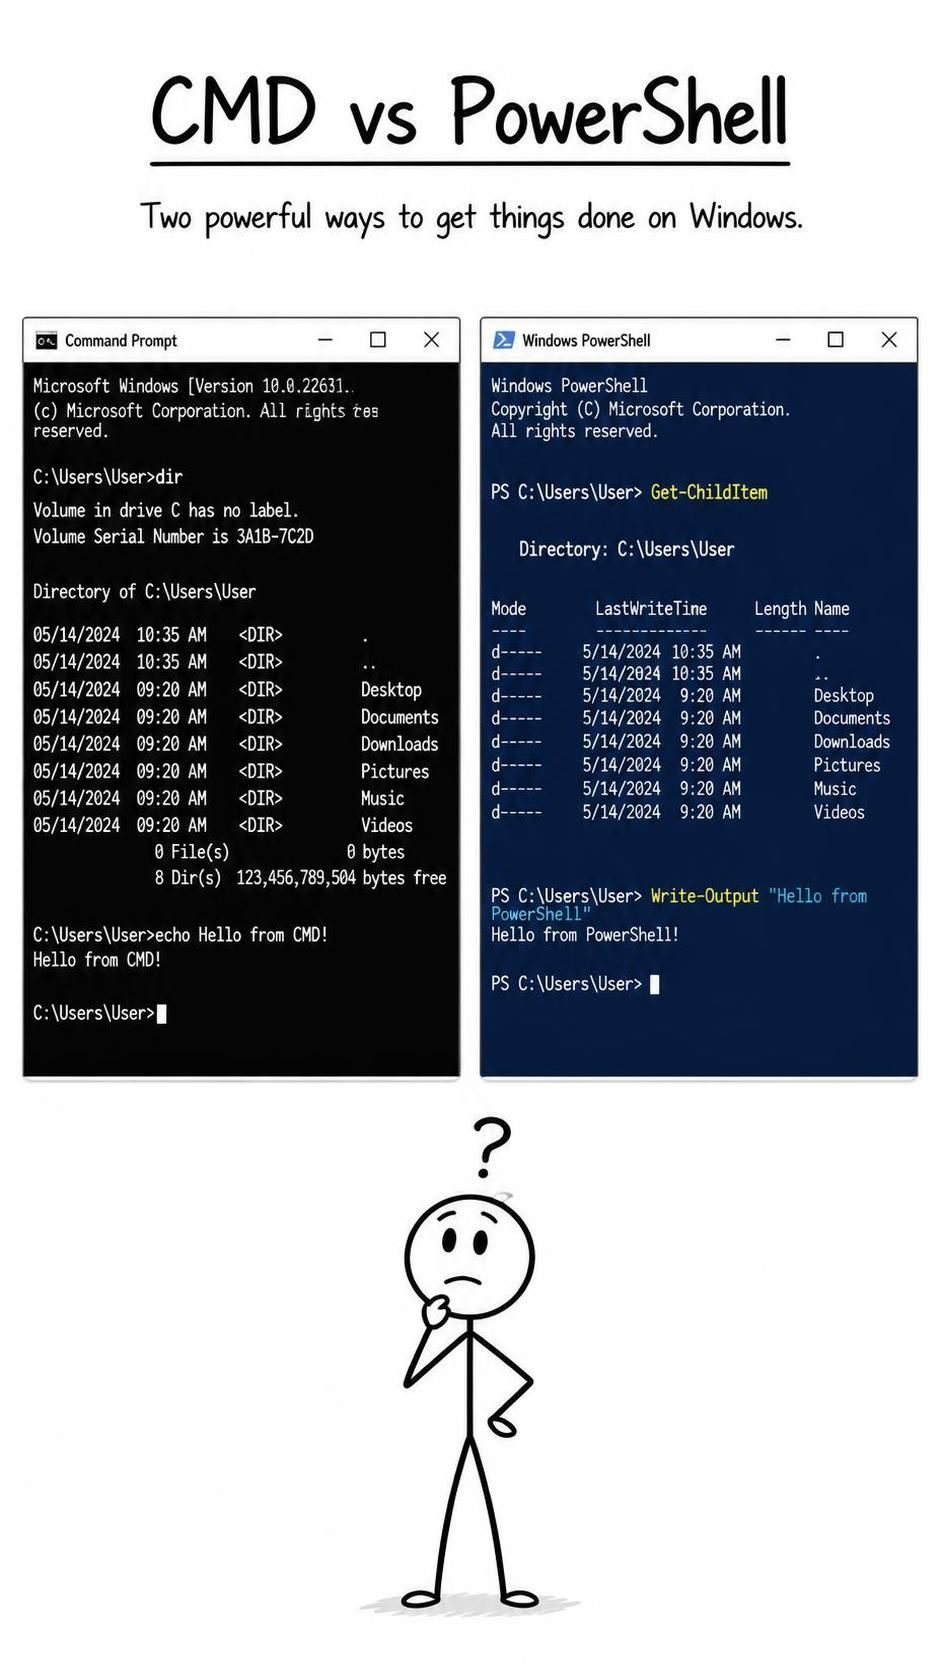 CMD vs PowerShell
Two powerful ways to get things done on Windows.
Command Prompt
Microsoft Windows [Version 10.0.22631..
(c) Microsoft Corporation. All rights res
reserved.
C:\Users\User>dir
Volume in drive C has no label.
Volume Serial Number is 3A1B-7C2D
Directory of C:\Users\User
05/14/2024 10:35 AM <DIR> .
05/14/2024 10:35 AM <DIR> ..
05/14/2024 09:20 AM <DIR> Desktop
05/14/2024 09:20 AM <DIR> Documents
05/14/2024 09:20 AM <DIR> Downloads
05/14/2024 09:20 AM <DIR> Pictures
05/14/2024 09:20 AM <DIR> Music
05/14/2024 09:20 AM <DIR> Videos
0 File(s) 0 bytes
8 Dir(s) 123,456,789,504 bytes free
C:\Users\User>echo Hello from CMD!
Hello from CMD!
C:\Users\User>
Windows PowerShell
Windows PowerShell
Copyright (C) Microsoft Corporation.
All rights reserved.
PS C:\Users\User> Get-ChildItem
Directory: C:\Users\User
Mode LastWriteTine Length Name
---- ------------- ------ ----
d----- 5/14/2024 10:35 AM .
d----- 5/14/2024 10:35 AM ..
d----- 5/14/2024 9:20 AM Desktop
d----- 5/14/2024 9:20 AM Documents
d----- 5/14/2024 9:20 AM Downloads
d----- 5/14/2024 9:20 AM Pictures
d----- 5/14/2024 9:20 AM Music
d----- 5/14/2024 9:20 AM Videos
PS C:\Users\User> Write-Output "Hello from
PowerShell"
Hello from PowerShell!
PS C:\Users\User>
?